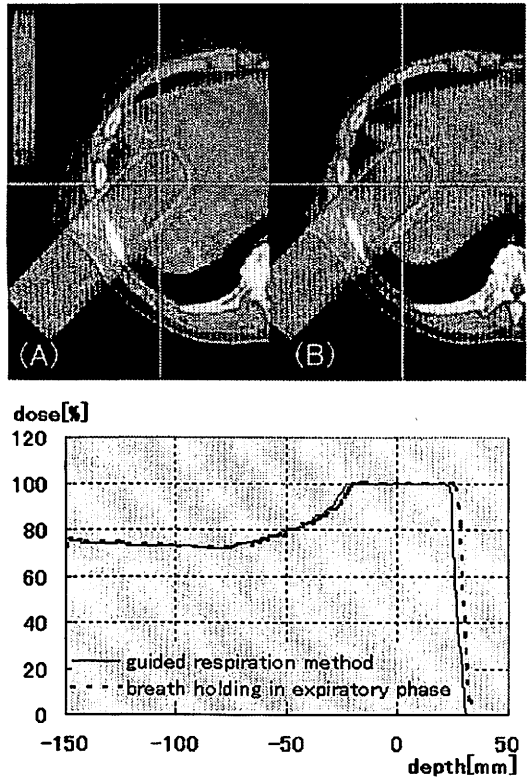 (A)
(B)
dose[%]
120
100
80
60
40
20
0
guided respiration method
breath holding in expiratory phase
-150
-100
-50
0
50
depth[mm]